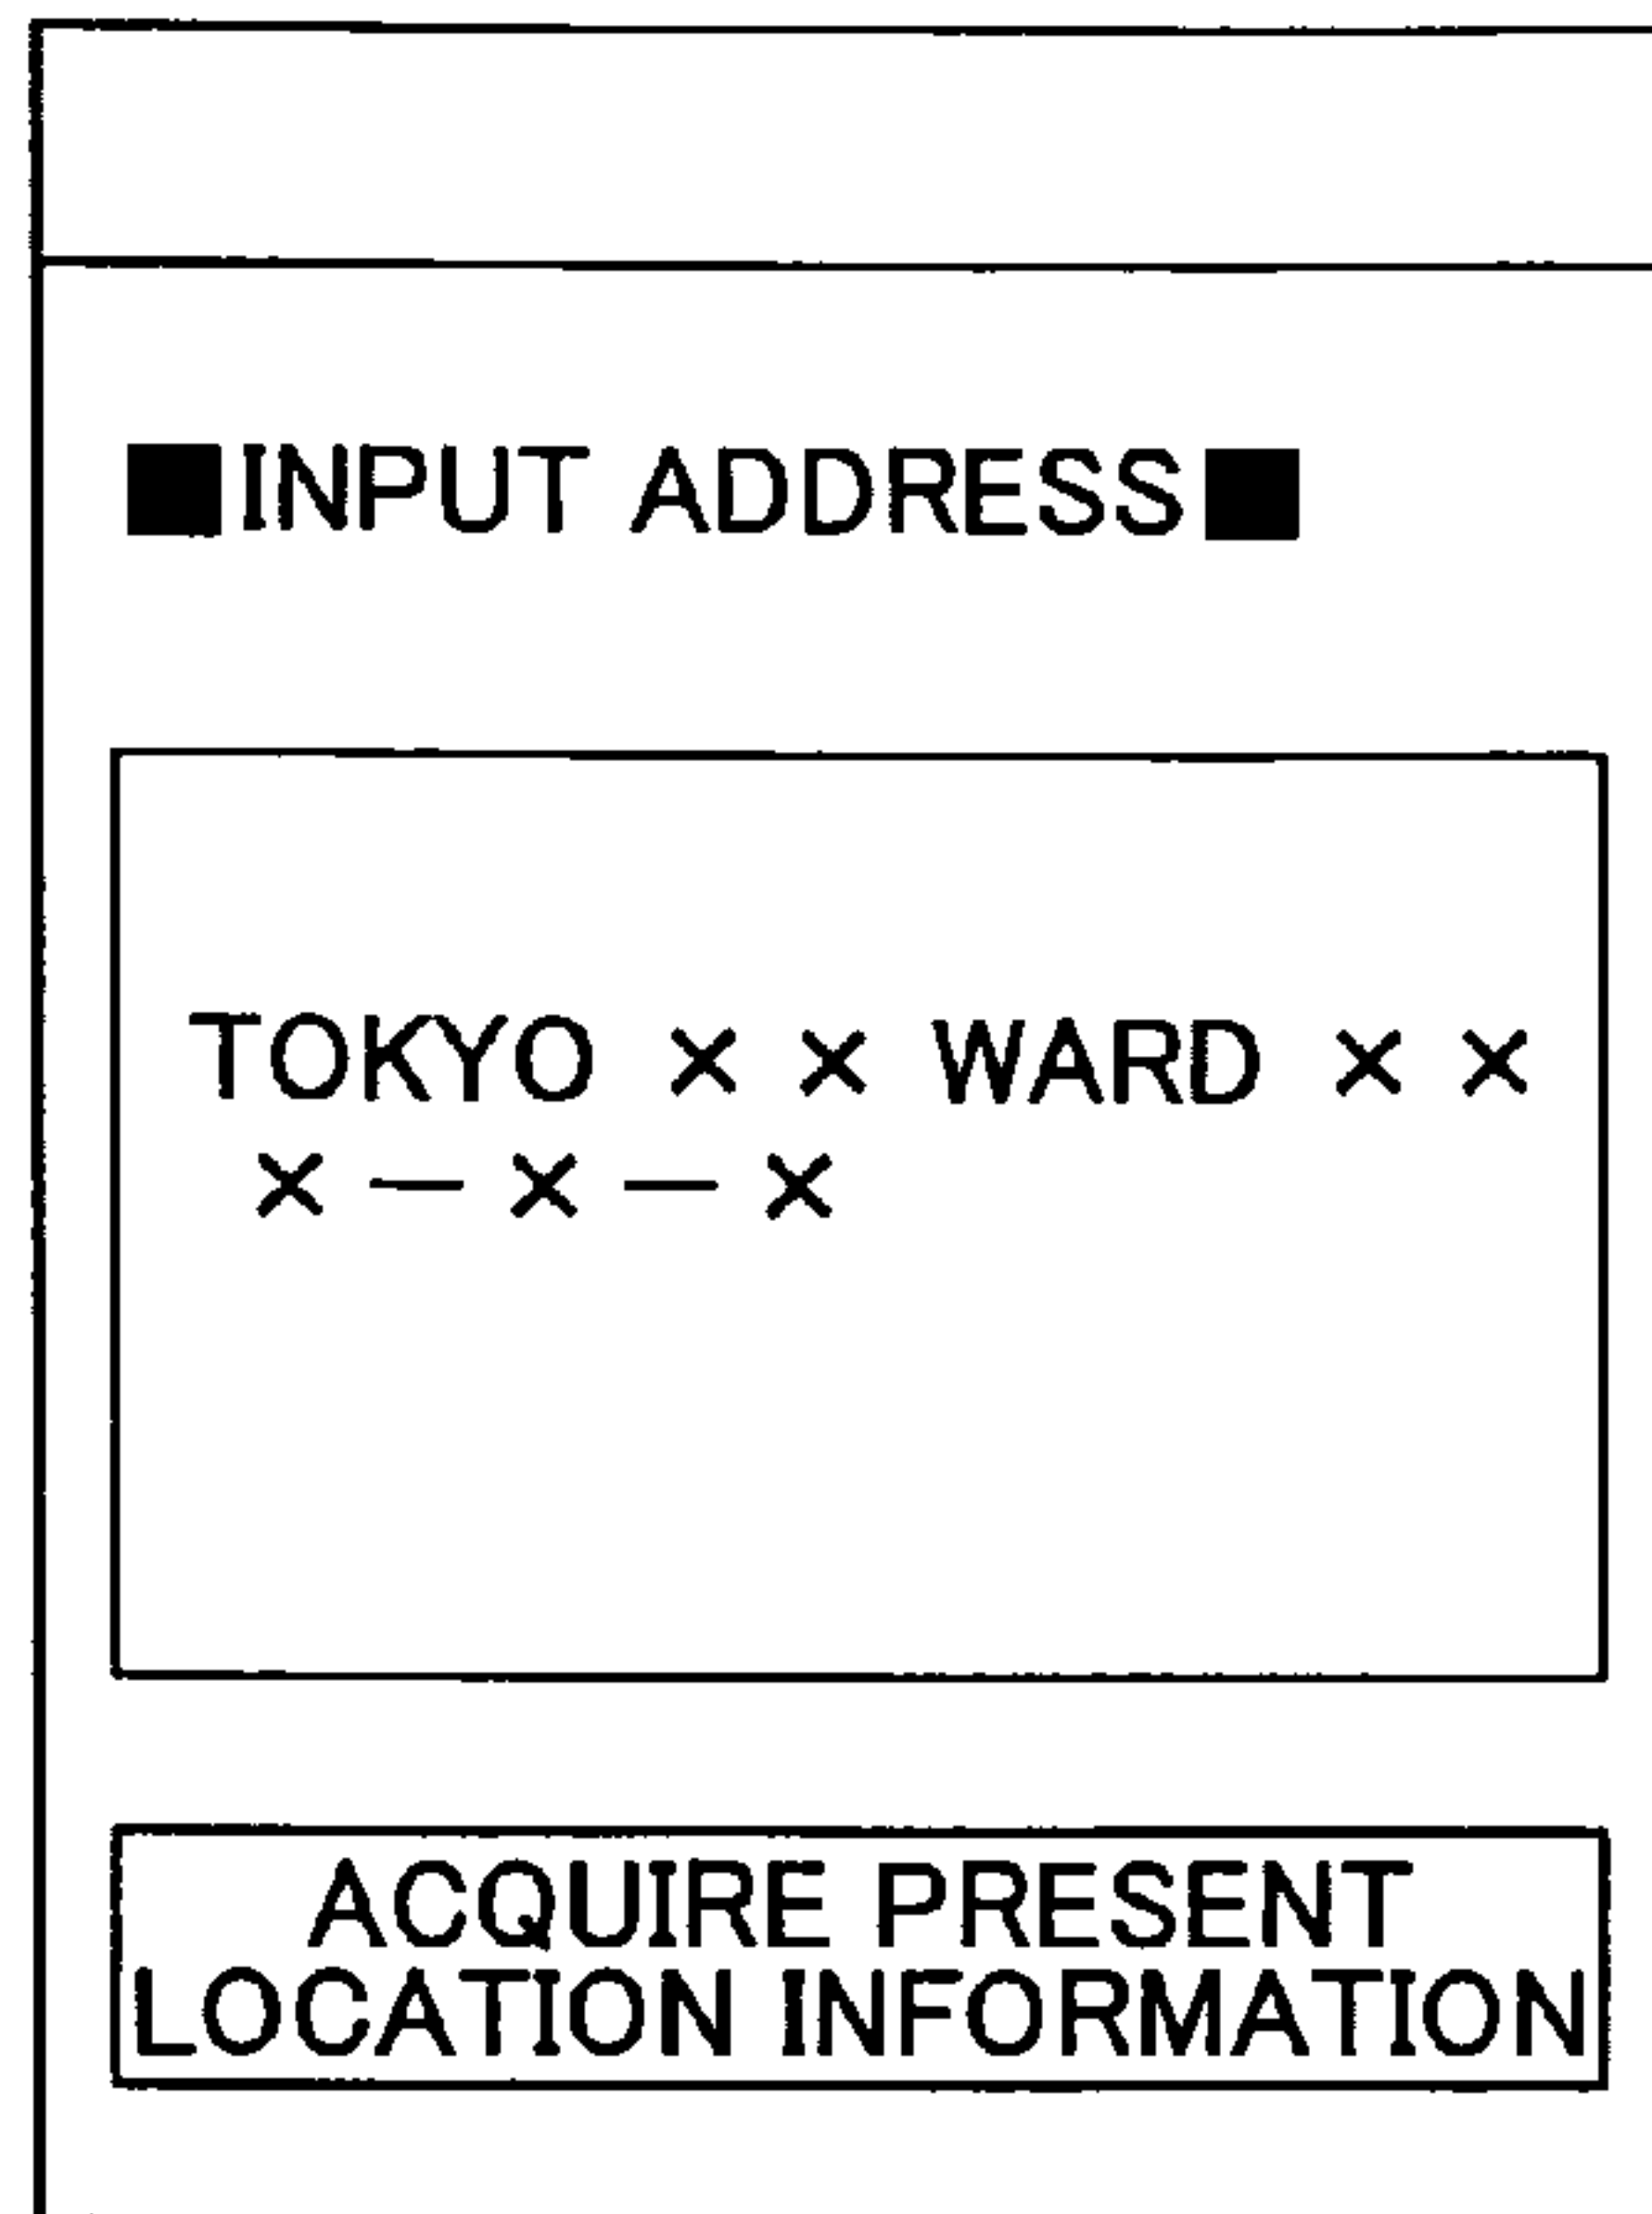 ■INPUT ADDRESS■
TOKYO × × WARD × ×
×－×－×
ACQUIRE PRESENT
LOCATION INFORMATION